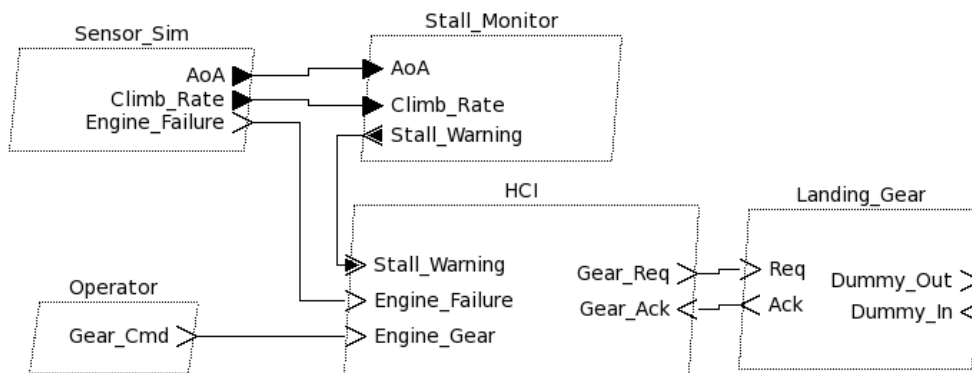 Sensor_Sim
AoA
Climb_Rate
Engine_Failure
Stall_Monitor
AoA
Climb_Rate
Stall_Warning
HCI
Stall_Warning
Engine_Failure
Engine_Gear
Gear_Req
Gear_Ack
Landing_Gear
Req
Ack
Dummy_Out
Dummy_In
Operator
Gear_Cmd